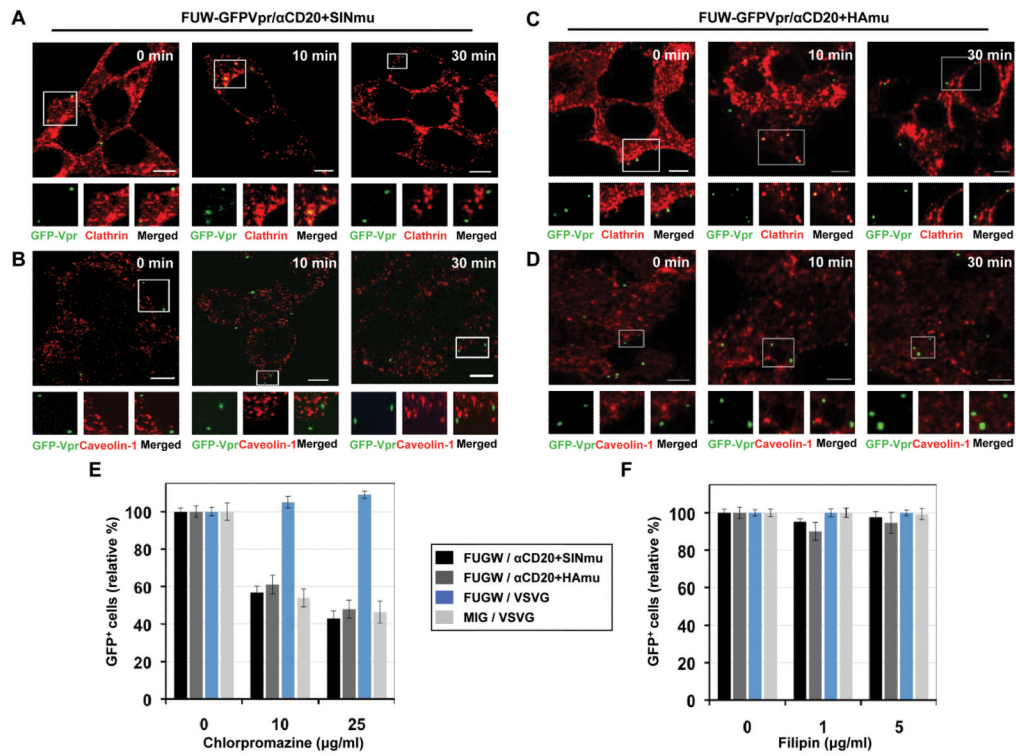 A
FUW-GFPVpr/αCD20+SINmu
0 min
10 min
30 min
GFP-Vpr Clathrin Merged
GFP-Vpr Clathrin Merged
GFP-Vpr Clathrin Merged
B
0 min
10 min
30 min
GFP-Vpr Caveolin-1 Merged
GFP-Vpr Caveolin-1 Merged
GFP-Vpr Caveolin-1 Merged
C
FUW-GFPVpr/αCD20+HAmu
0 min
10 min
30 min
GFP-Vpr Clathrin Merged
GFP-Vpr Clathrin Merged
GFP-Vpr Clathrin Merged
D
0 min
10 min
30 min
GFP-Vpr Caveolin-1 Merged
GFP-Vpr Caveolin-1 Merged
GFP-Vpr Caveolin-1 Merged
E
GFP⁺ cells (relative %)
100
80
60
40
20
0
0 10 25
Chlorpromazine (µg/ml)
FUGW / αCD20+SINmu
FUGW / αCD20+HAmu
FUGW / VSVG
MIG / VSVG
F
GFP⁺ cells (relative %)
100
80
60
40
20
0
0 1 5
Filipin (µg/ml)